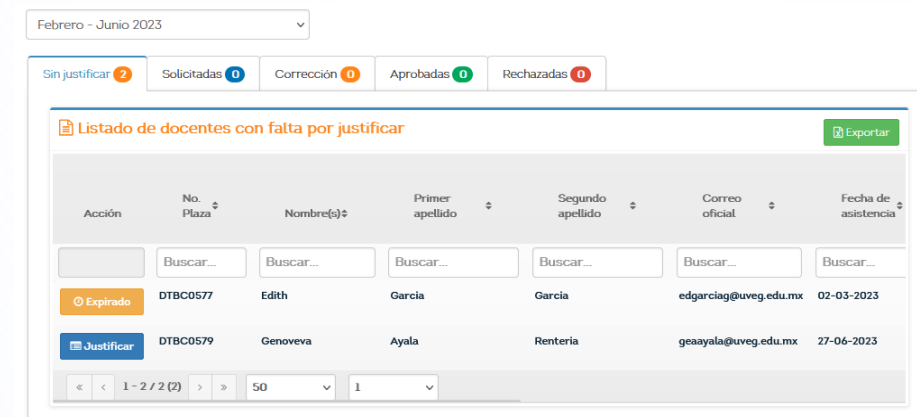 Febrero - Junio 2023
Sin justificar 2 Solicitadas 0 Corrección 0 Aprobadas 0 Rechazadas 0
Listado de docentes con falta por justificar
Exportar
Acción No. Plaza Nombre(s) Primer apellido Segundo apellido Correo oficial Fecha de asistencia
Buscar... Buscar... Buscar... Buscar... Buscar... Buscar...
Expirado DTBC0577 Edith Garcia Garcia edgarciag@uveg.edu.mx 02-03-2023
Justificar DTBC0579 Genoveva Ayala Renteria geaayala@uveg.edu.mx 27-06-2023
« < 1 - 2 / 2 (2) > » 50 1